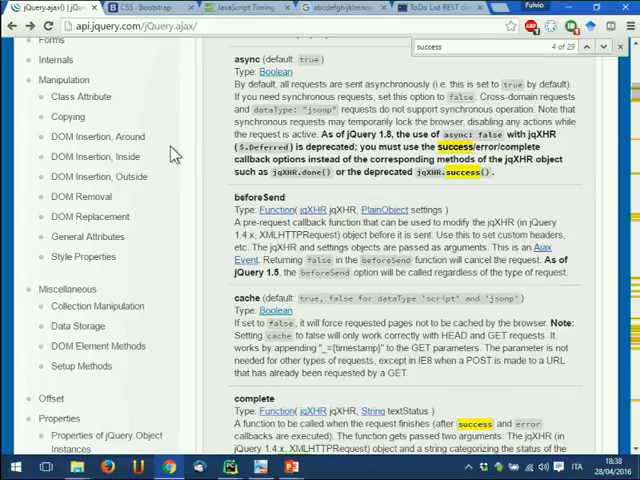 jQuery.ajax() |
CSS · Bootstrap
JavaScript Timing
abcdefghijklmnop
ToDo List REST cl
Fulvio
api.jquery.com/jQuery.ajax/
success
4 of 29
Forms
Internals
Manipulation
Class Attribute
Copying
DOM Insertion, Around
DOM Insertion, Inside
DOM Insertion, Outside
DOM Removal
DOM Replacement
General Attributes
Style Properties
Miscellaneous
Collection Manipulation
Data Storage
DOM Element Methods
Setup Methods
Offset
Properties
Properties of jQuery Object
Instances
async (default: true)
Type: Boolean
By default, all requests are sent asynchronously (i.e. this is set to true by default).
If you need synchronous requests, set this option to false. Cross-domain requests
and dataType: "jsonp" requests do not support synchronous operation. Note that
synchronous requests may temporarily lock the browser, disabling any actions while
the request is active. As of jQuery 1.8, the use of async: false with jqXHR
($.Deferred) is deprecated; you must use the success/error/complete
callback options instead of the corresponding methods of the jqXHR object
such as jqXHR.done() or the deprecated jqXHR.success().
beforeSend
Type: Function( jqXHR jqXHR, PlainObject settings )
A pre-request callback function that can be used to modify the jqXHR (in jQuery
1.4.x, XMLHTTPRequest) object before it is sent. Use this to set custom headers,
etc. The jqXHR and settings objects are passed as arguments. This is an Ajax
Event. Returning false in the beforeSend function will cancel the request. As of
jQuery 1.5, the beforeSend option will be called regardless of the type of request.
cache (default: true, false for dataType 'script' and 'jsonp')
Type: Boolean
If set to false, it will force requested pages not to be cached by the browser. Note:
Setting cache to false will only work correctly with HEAD and GET requests. It
works by appending "_={timestamp}" to the GET parameters. The parameter is not
needed for other types of requests, except in IE8 when a POST is made to a URL
that has already been requested by a GET.
complete
Type: Function( jqXHR jqXHR, String textStatus )
A function to be called when the request finishes (after success and error
callbacks are executed). The function gets passed two arguments: The jqXHR (in
jQuery 1.4.x, XMLHTTPRequest) object and a string categorizing the status of the
ITA
18:38
28/04/2016